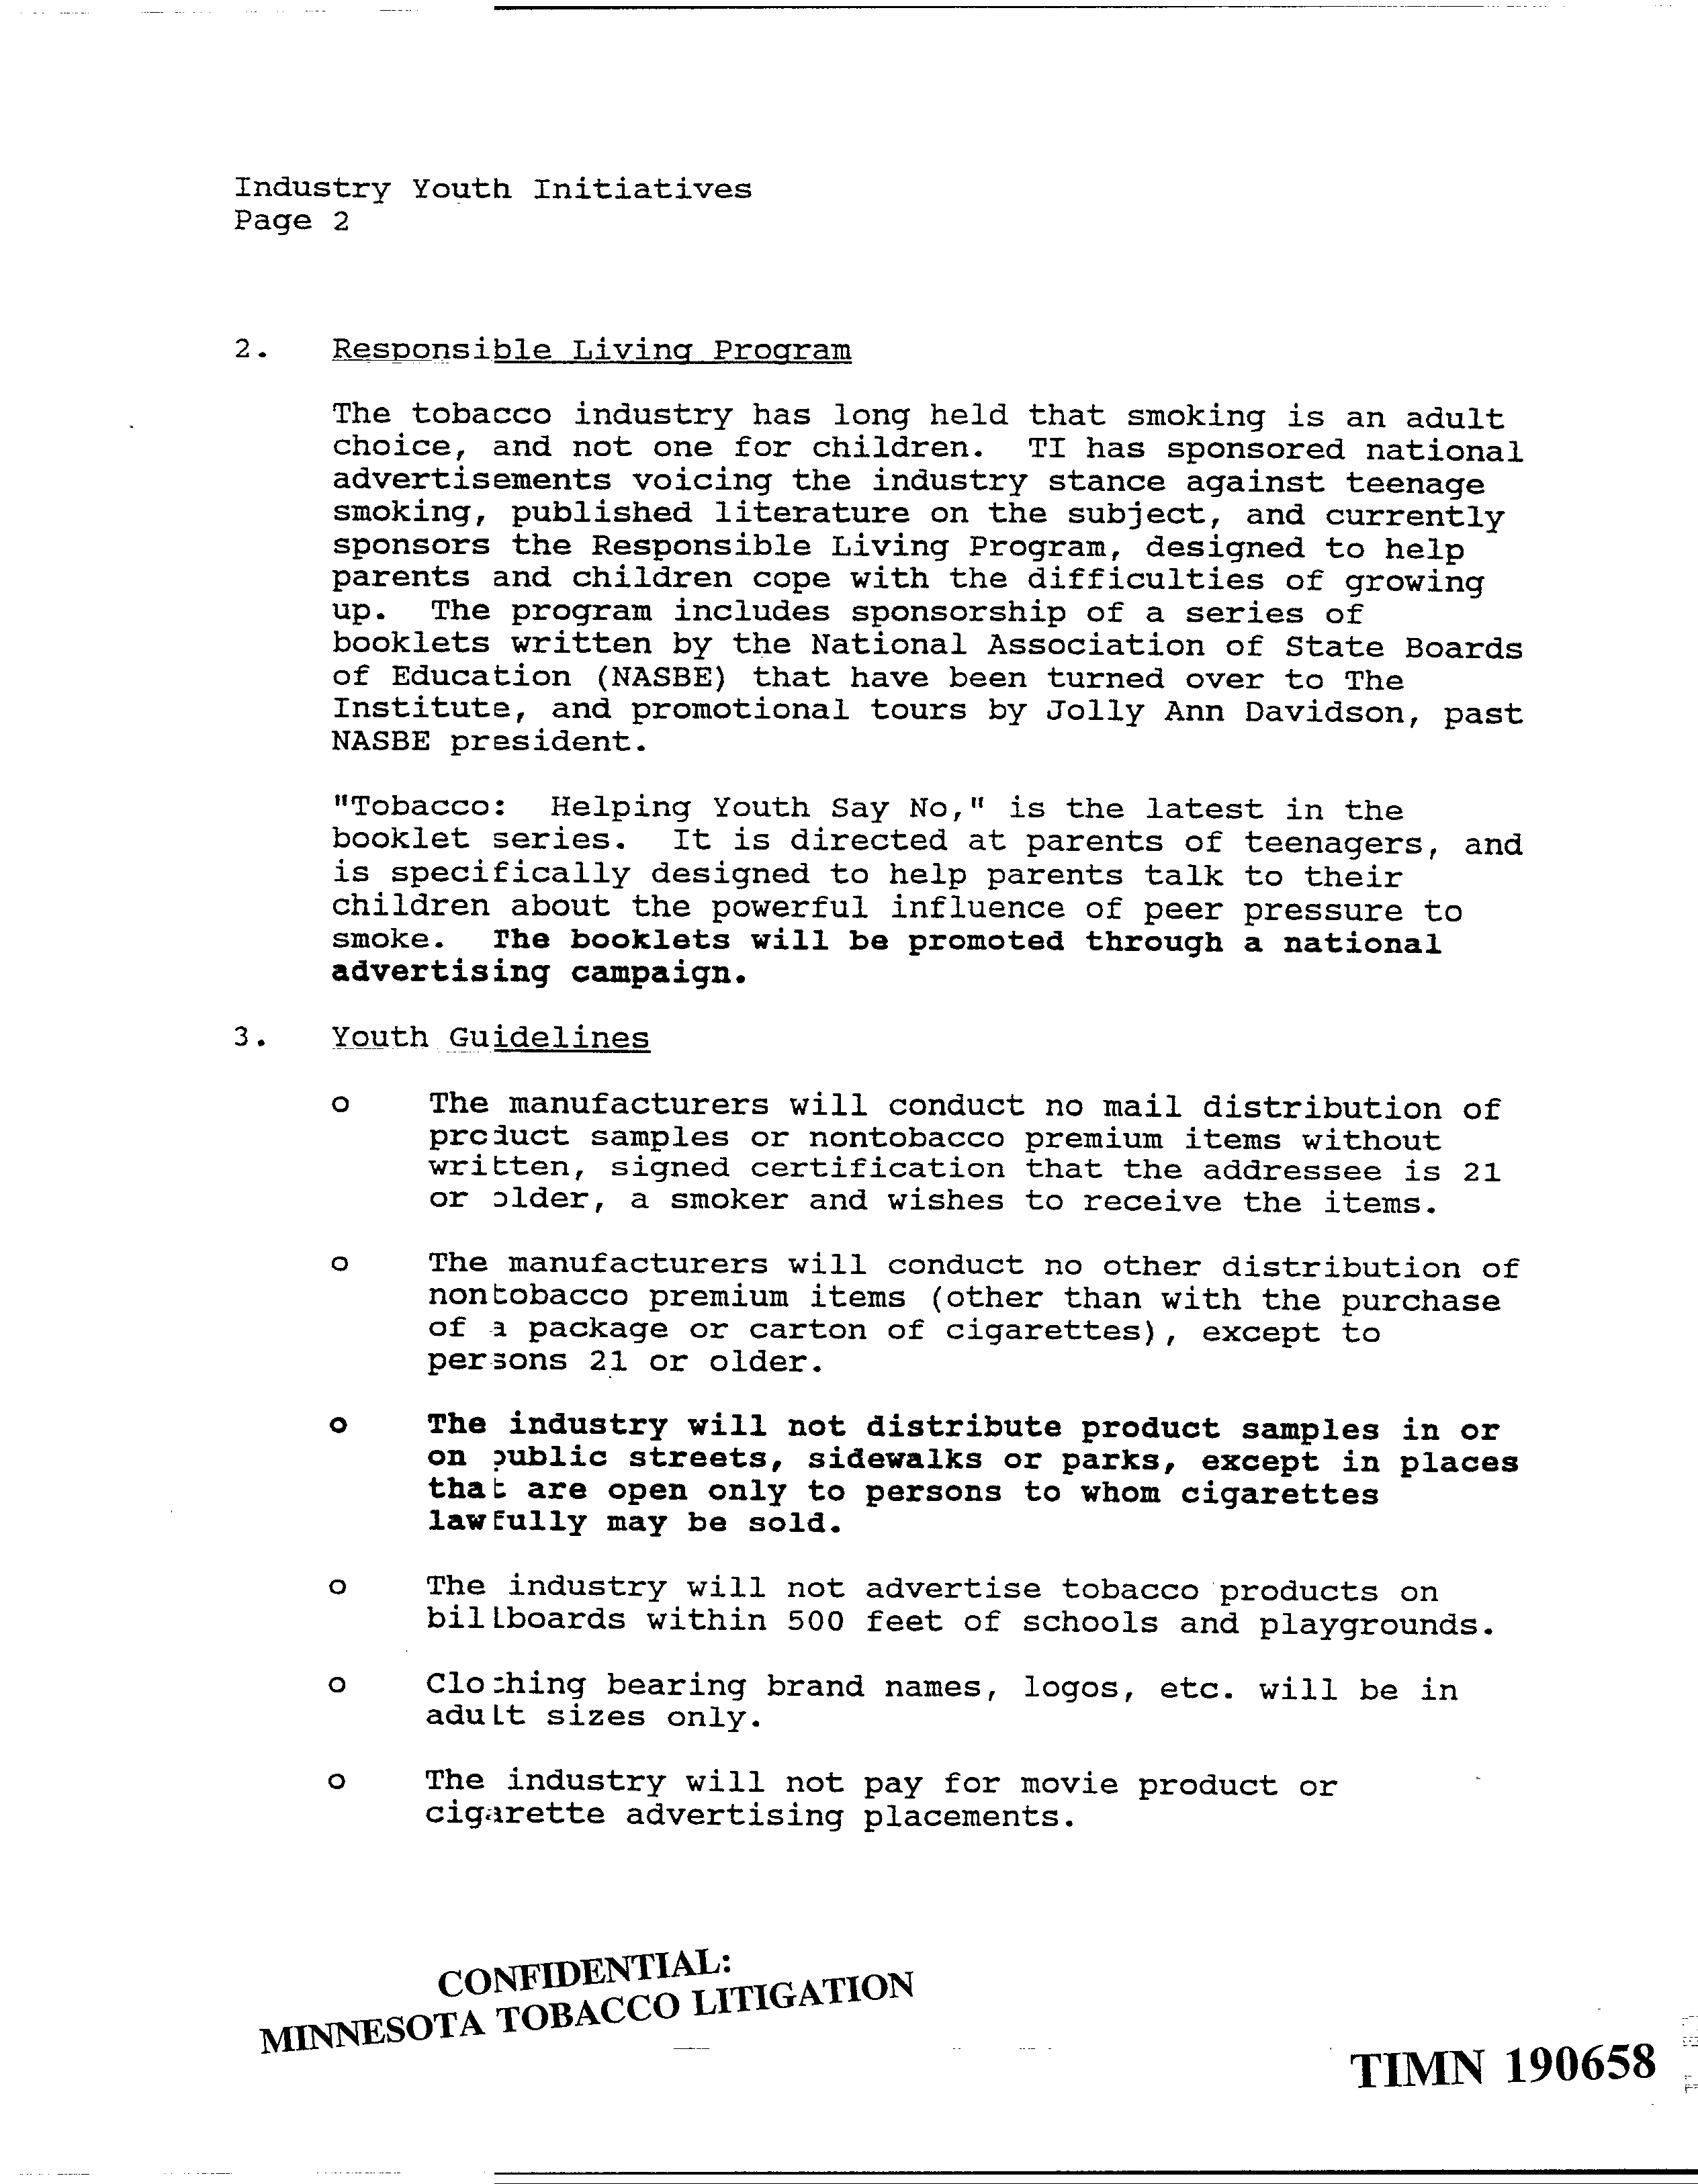 Industry Youth Initiatives
Page 2
2. Responsible Living Program
The tobacco industry has long held that smoking is an adult
choice, and not one for children. TI has sponsored national
advertisements voicing the industry stance against teenage
smoking, published literature on the subject, and currently
sponsors the Responsible Living Program, designed to help
parents and children cope with the difficulties of growing
up. The program includes sponsorship of a series of
booklets written by the National Association of State Boards
of Education (NASBE) that have been turned over to The
Institute, and promotional tours by Jolly Ann Davidson, past
NASBE president.
"Tobacco: Helping Youth Say No," is the latest in the
booklet series. It is directed at parents of teenagers, and
is specifically designed to help parents talk to their
children about the powerful influence of peer pressure to
smoke. The booklets will be promoted through a national
advertising campaign.
3. Youth Guidelines
o The manufacturers will conduct no mail distribution of
product samples or nontobacco premium items without
written, signed certification that the addressee is 21
or older, a smoker and wishes to receive the items.
o The manufacturers will conduct no other distribution of
nontobacco premium items (other than with the purchase
of a package or carton of cigarettes), except to
persons 21 or older.
o The industry will not distribute product samples in or
on public streets, sidewalks or parks, except in places
that are open only to persons to whom cigarettes
lawfully may be sold.
o The industry will not advertise tobacco products on
billboards within 500 feet of schools and playgrounds.
o Clothing bearing brand names, logos, etc. will be in
adult sizes only.
o The industry will not pay for movie product or
cigarette advertising placements.
CONFIDENTIAL:
MINNESOTA TOBACCO LITIGATION
TIMN 190658